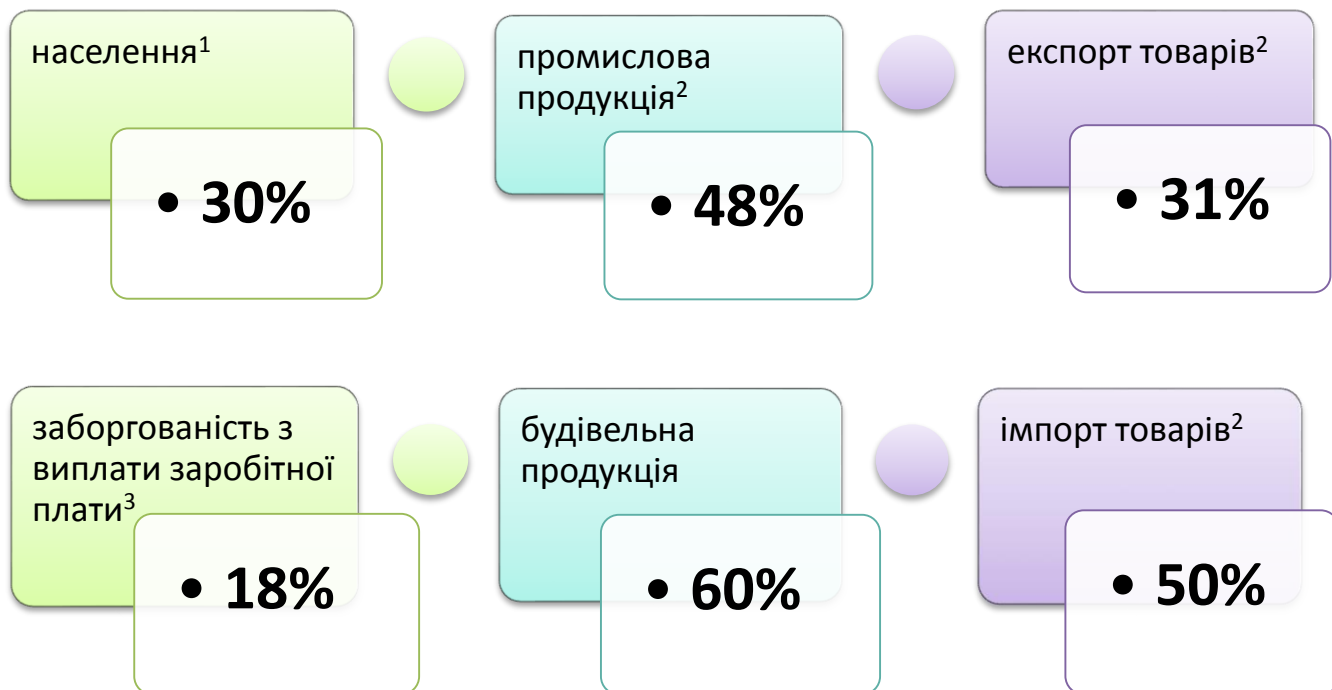 населення¹
• 30%
промислова
продукція²
• 48%
експорт товарів²
• 31%
заборгованість з
виплати заробітної
плати³
• 18%
будівельна
продукція
• 60%
імпорт товарів²
• 50%